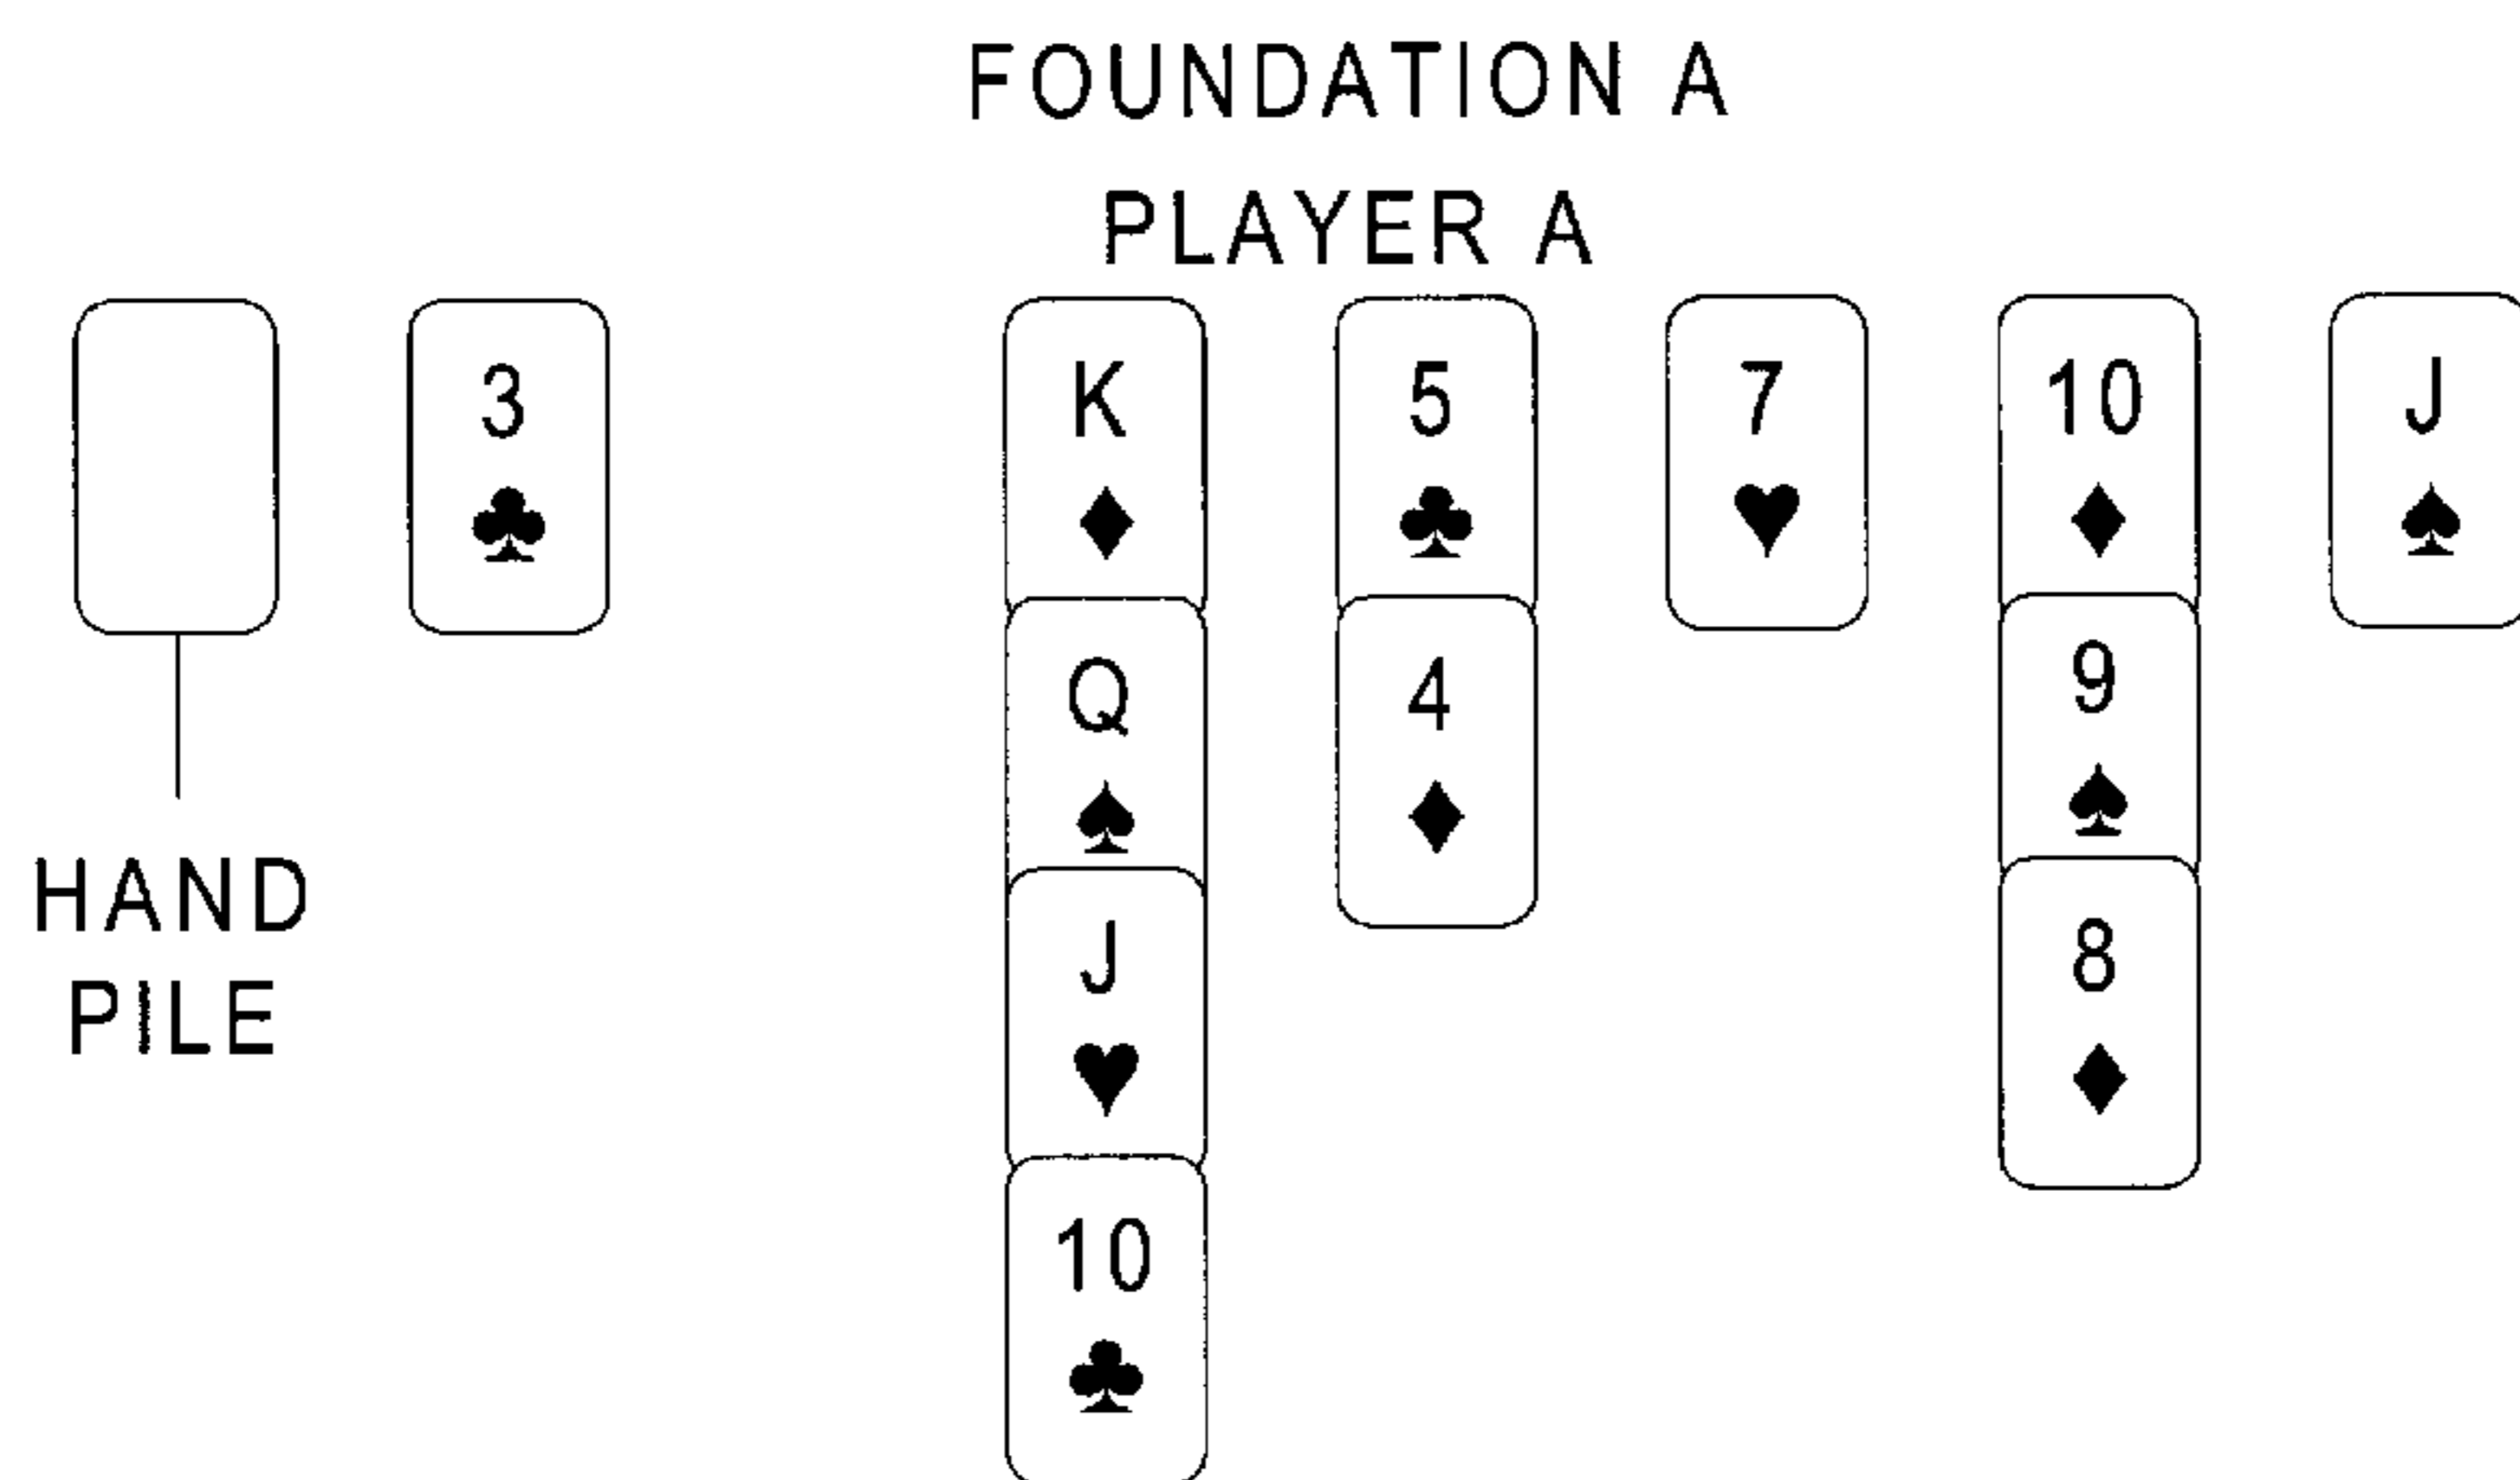 FOUNDATION A
PLAYER A
3 ♣
K ♦
Q ♠
J ♥
10 ♣
5 ♣
4 ♦
7 ♥
10 ♦
9 ♠
8 ♦
J ♠
HAND
PILE